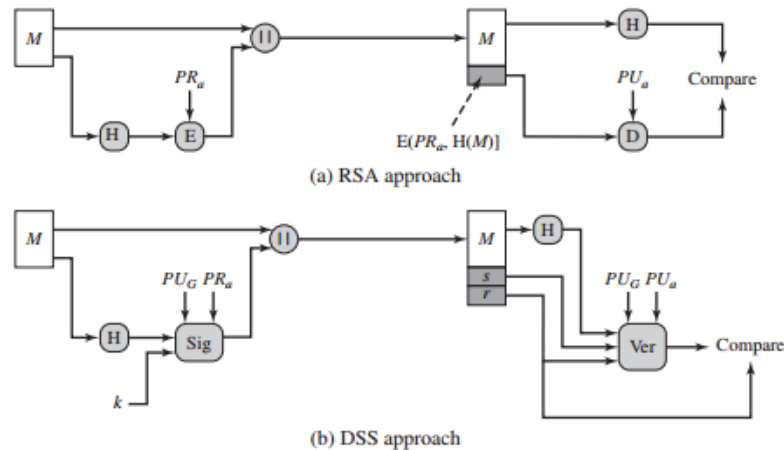 M
||
M
H
PRa
PUa
Compare
H
E
D
E(PRa, H(M)]
(a) RSA approach
M
||
M
H
s
PUG PRa
r
PUG PUa
H
Sig
Ver
Compare
k
(b) DSS approach